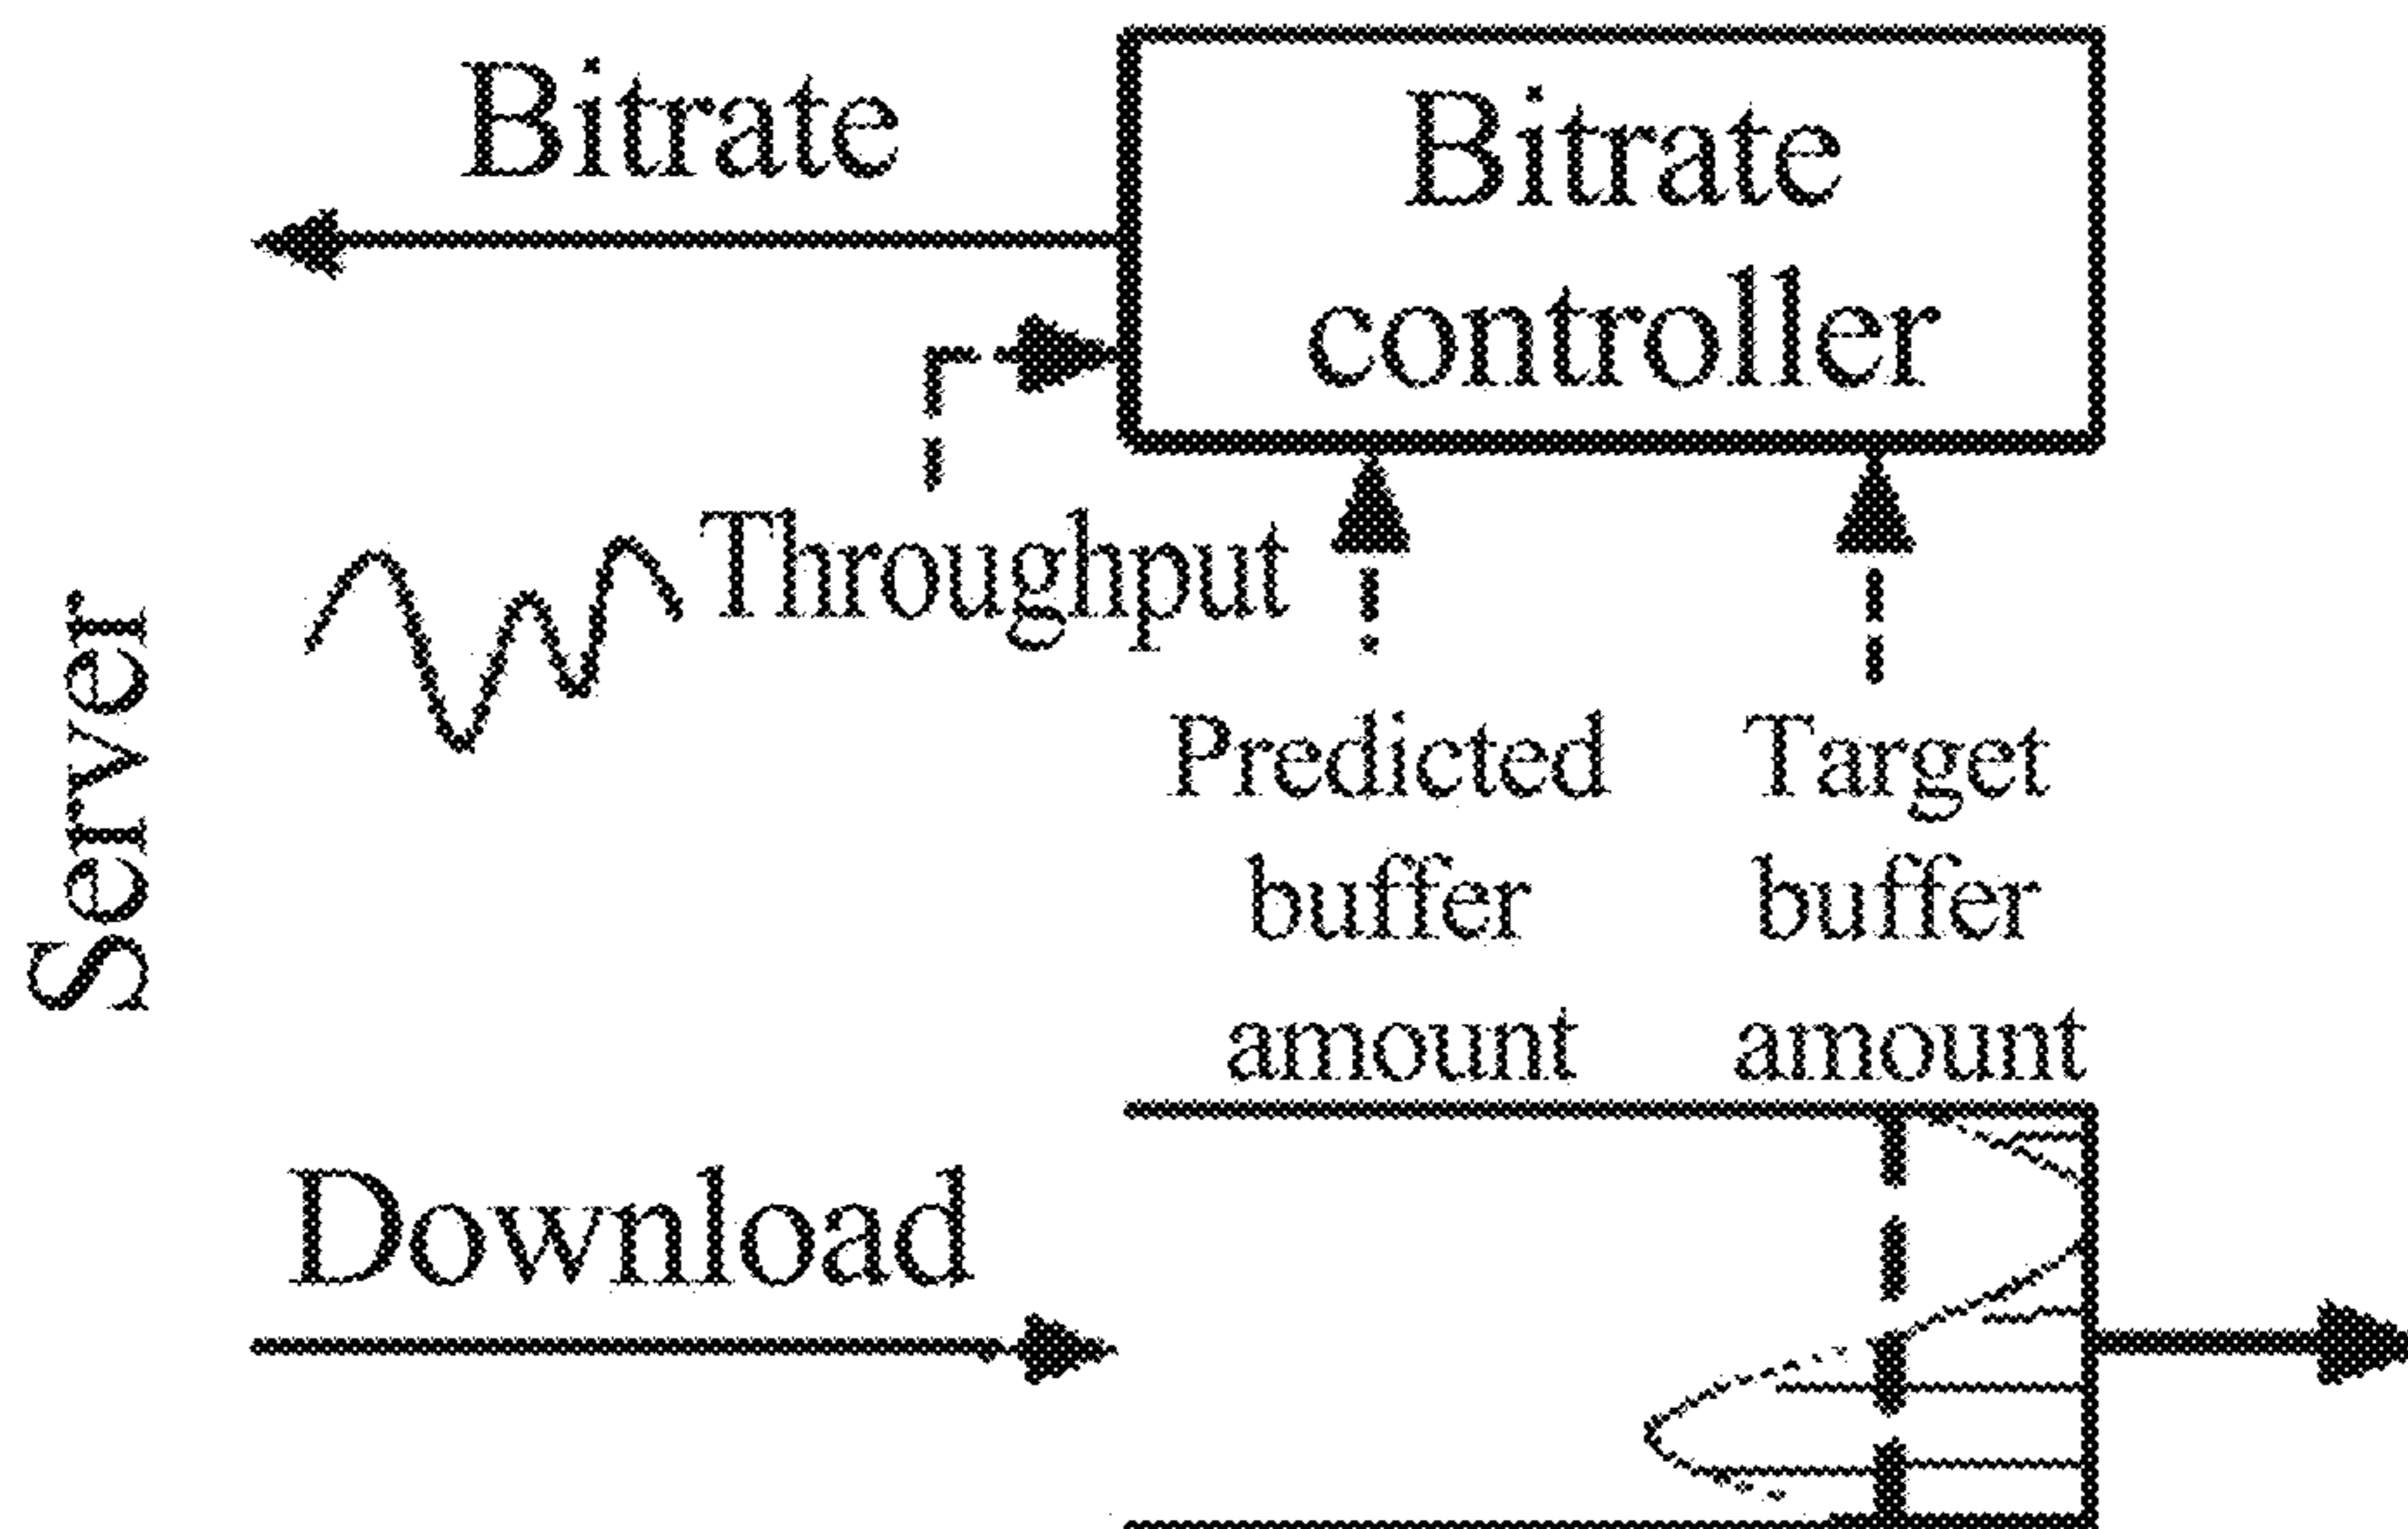 Bitrate
Bitrate
controller
Throughput
Server
Predicted
buffer
amount
Target
buffer
amount
Download